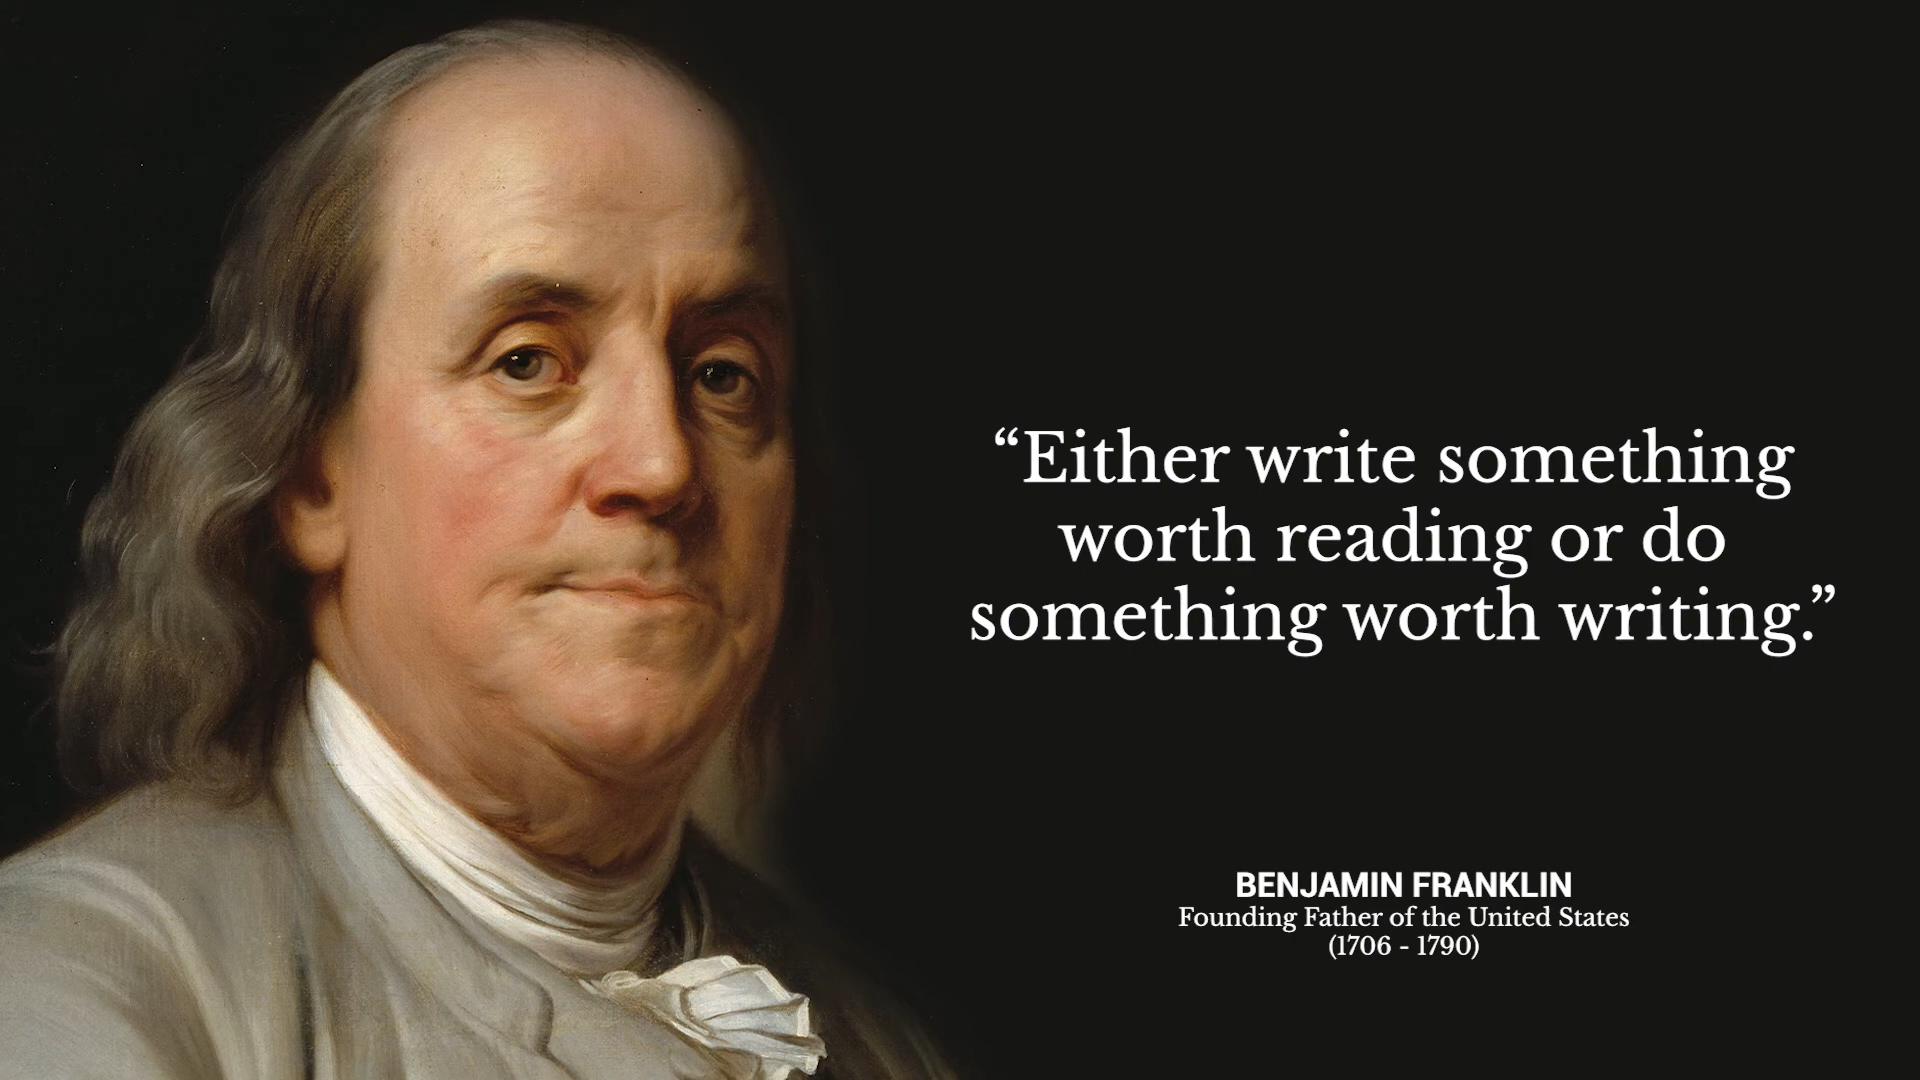 “Either write something
worth reading or do
something worth writing.”
BENJAMIN FRANKLIN
Founding Father of the United States
(1706 - 1790)